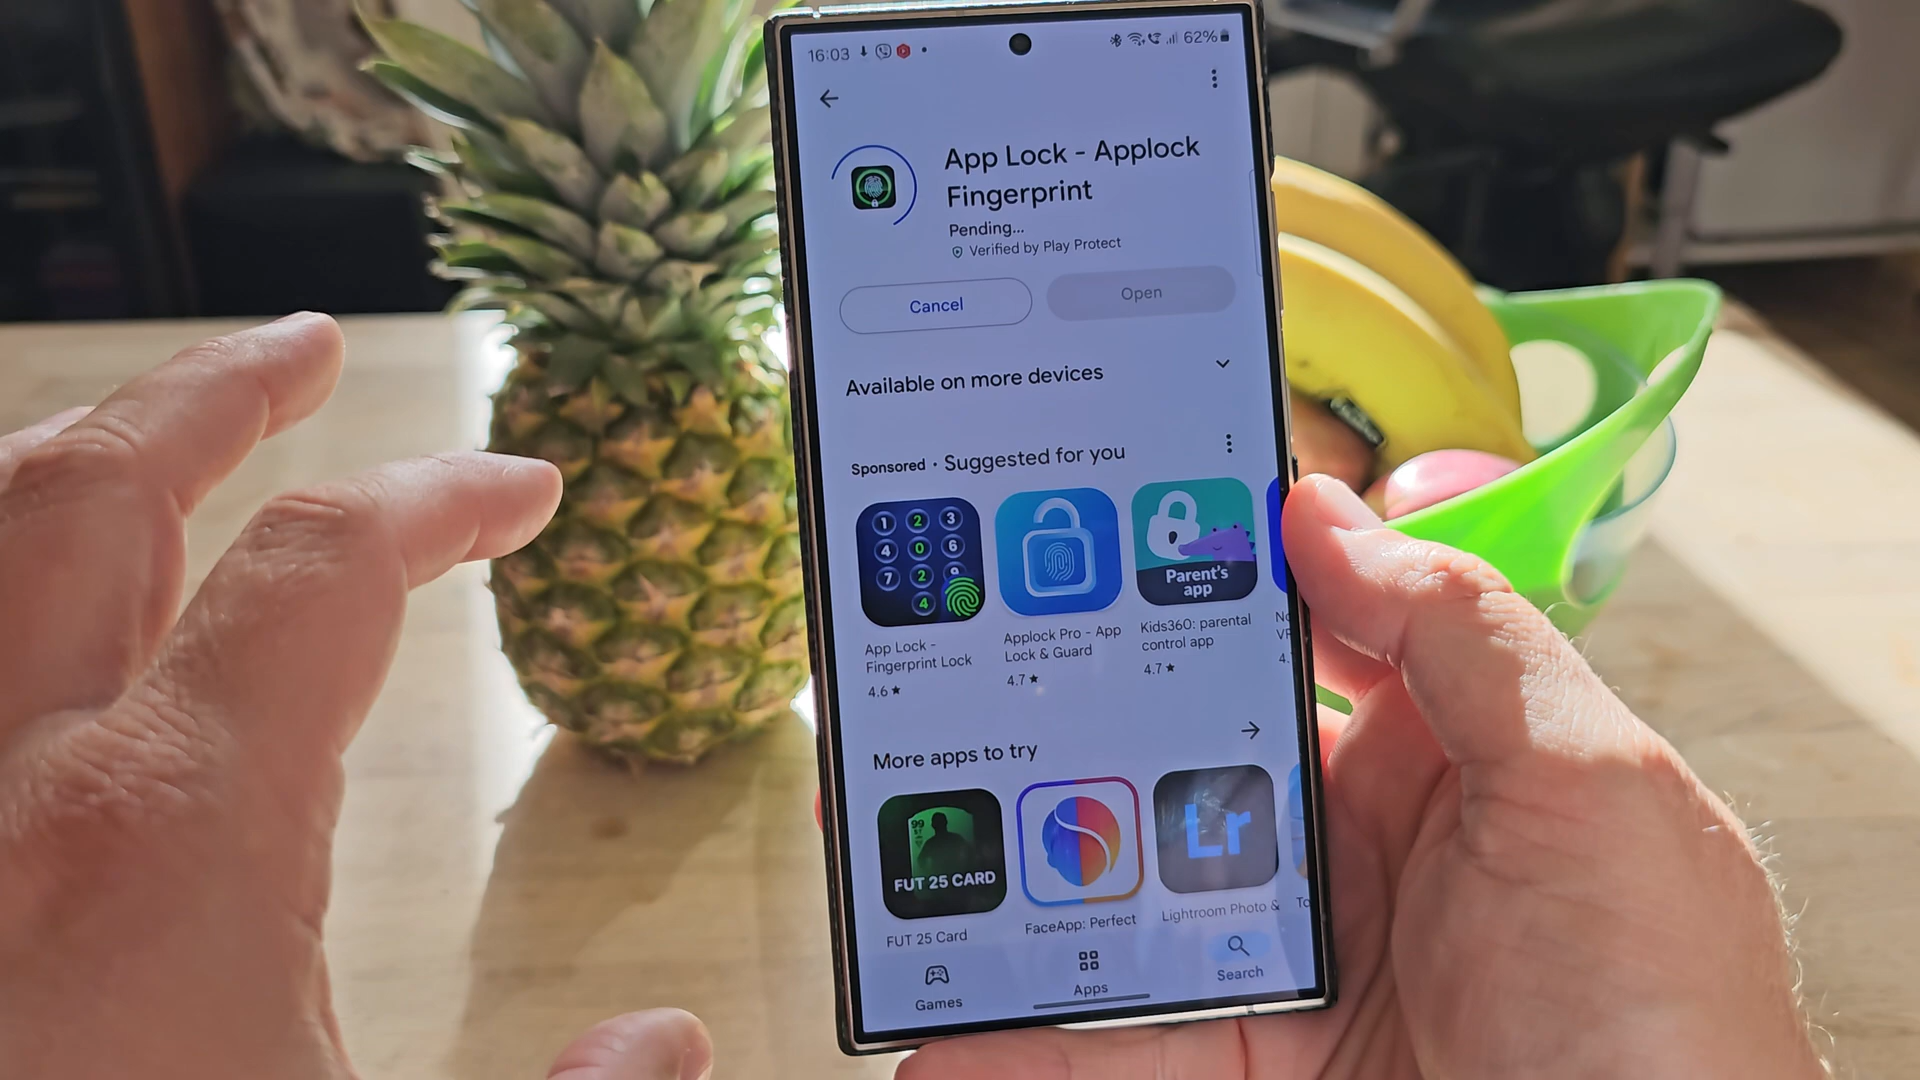 16:03
62%
App Lock - Applock
Fingerprint
Pending...
Verified by Play Protect
Cancel
Open
Available on more devices
Sponsored · Suggested for you
1 2 3
4 0 6
7 2 9
4
Parent's
app
App Lock -
Fingerprint Lock
4.6★
Applock Pro - App
Lock & Guard
4.7★
Kids360: parental
control app
4.7★
4.
More apps to try
99
FUT 25 CARD
Lr
FUT 25 Card
FaceApp: Perfect
Lightroom Photo &
Games
Apps
Search